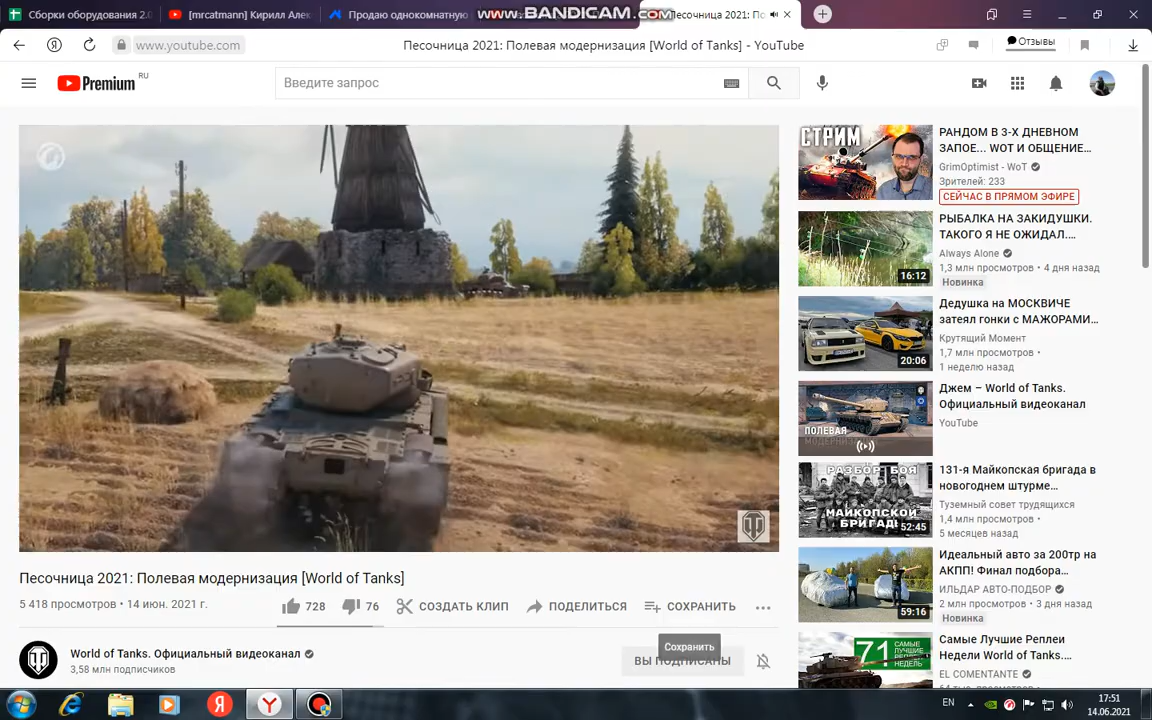 Сборки оборудования 2.0
[mrcatmann] Кирилл Алек
Продаю однокомнатную
WWW.BANDICAM.COM
Песочница 2021: По
www.youtube.com
Песочница 2021: Полевая модернизация [World of Tanks] - YouTube
Отзывы
Premium
RU
Введите запрос
СТРИМ
РАНДОМ В 3-Х ДНЕВНОМ
ЗАПОЕ... WOT И ОБЩЕНИЕ...
GrimOptimist - WoT
Зрителей: 233
СЕЙЧАС В ПРЯМОМ ЭФИРЕ
16:12
РЫБАЛКА НА ЗАКИДУШКИ.
ТАКОГО Я НЕ ОЖИДАЛ....
Always Alone
1,3 млн просмотров •
4 дня назад
Новинка
20:06
Дедушка на МОСКВИЧЕ
затеял гонки с МАЖОРАМИ...
Крутящий Момент
1,7 млн просмотров •
1 неделю назад
ПОЛЕВАЯ
МОДЕРНИЗАЦИЯ
Джем – World of Tanks.
Официальный видеоканал
YouTube
РАЗБОР БОЯ
МАЙКОПСКОЙ
БРИГАДЫ
52:45
131-я Майкопская бригада в
новогоднем штурме...
Туземный совет трудящихся
1,4 млн просмотров •
5 месяцев назад
59:16
Идеальный авто за 200тр на
АКПП! Финал подбора...
ИЛЬДАР АВТО-ПОДБОР
2 млн просмотров • 3 дня назад
Новинка
71
САМЫЕ
ЛУЧШИЕ
РЕПЛЕИ
НЕДЕЛЬ
Самые Лучшие Реплеи
Недели World of Tanks....
EL COMENTANTE
Песочница 2021: Полевая модернизация [World of Tanks]
5 418 просмотров • 14 июн. 2021 г.
728
76
СОЗДАТЬ КЛИП
ПОДЕЛИТЬСЯ
СОХРАНИТЬ
Сохранить
World of Tanks. Официальный видеоканал
3,58 млн подписчиков
ВЫ ПОДПИСАНЫ
EN
17:51
14.06.2021